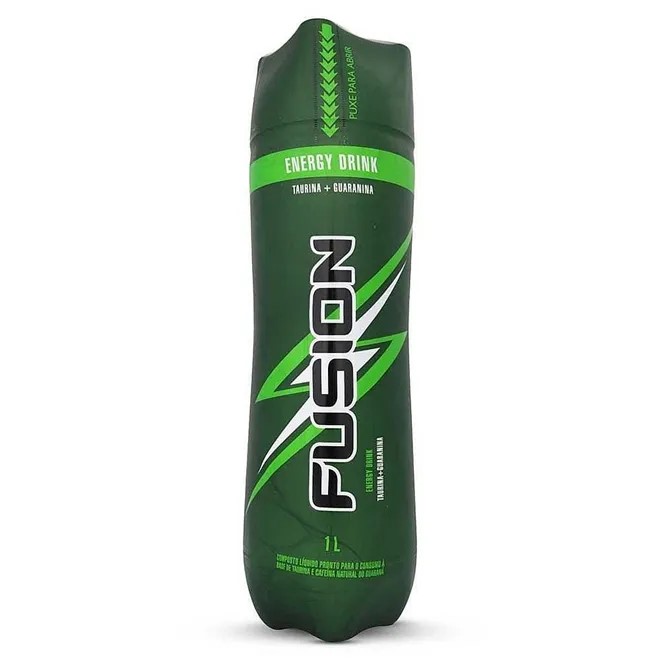 PUXE PARA ABRIR
ENERGY DRINK
TAURINA + GUARANINA
FUSION
ENERGY DRINK
TAURINA+GUARANINA
1 L
COMPOSTO LÍQUIDO PRONTO PARA O CONSUMO À
BASE DE TAURINA E CAFEÍNA NATURAL DO GUARANÁ